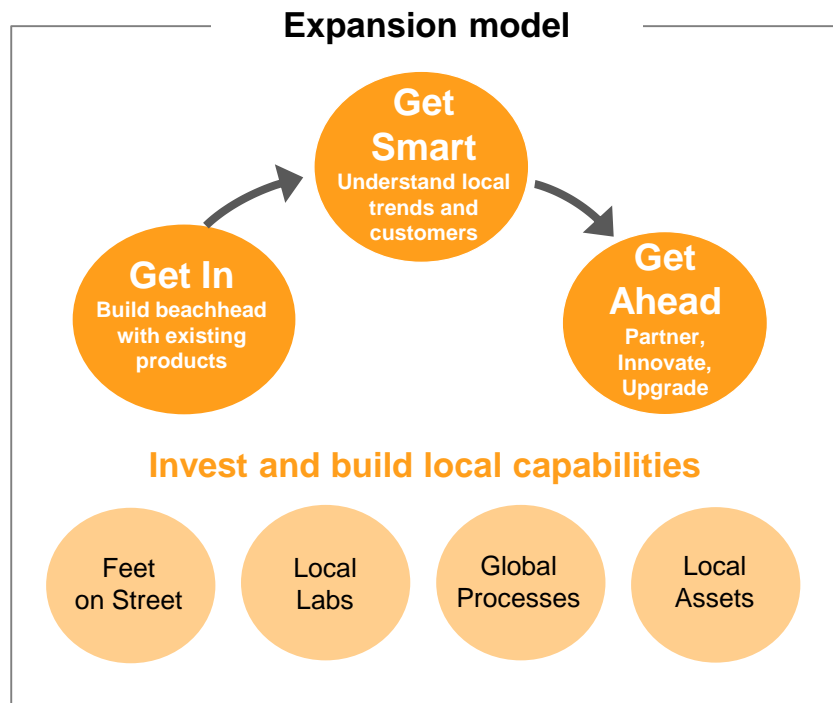 Expansion model
Get
Smart
Understand local
trends and
customers
Get In
Build beachhead
with existing
products
Get
Ahead
Partner,
Innovate,
Upgrade
Invest and build local capabilities
Feet
on Street
Local
Labs
Global
Processes
Local
Assets